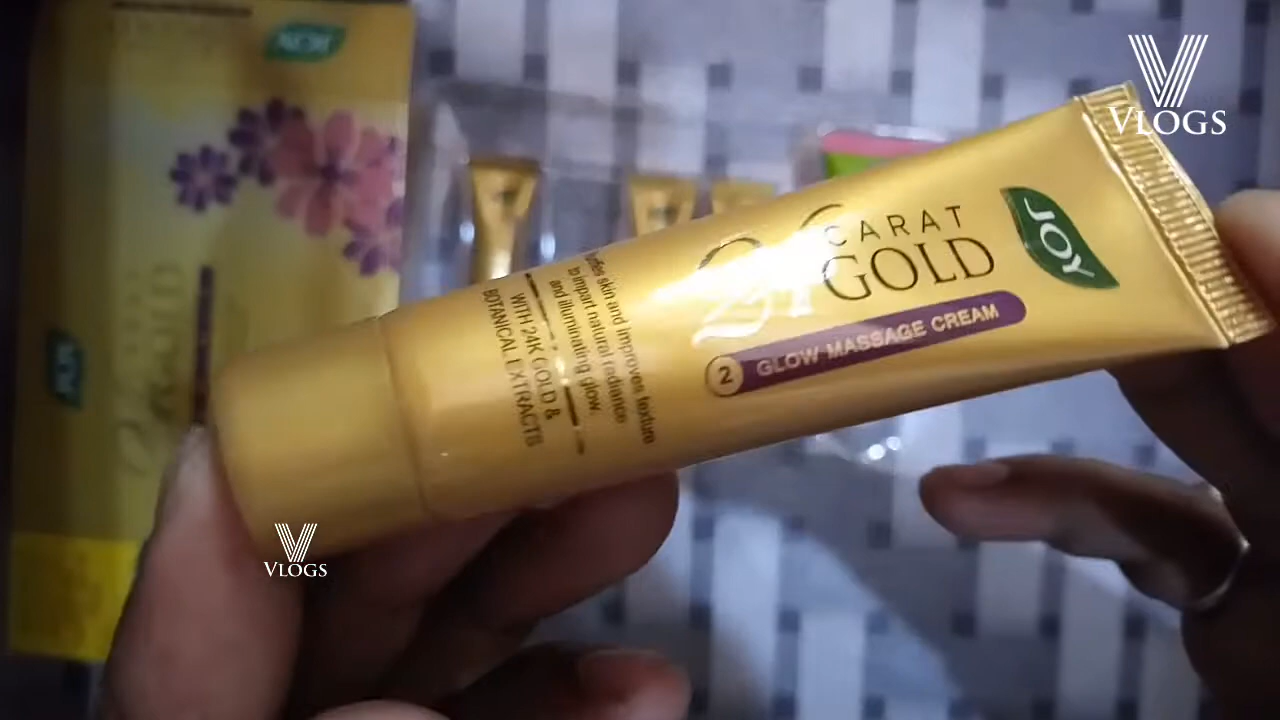 VLOGS
JOY
24 CARAT
GOLD
JOY
2 GLOW MASSAGE CREAM
skin and improves texture
to impart natural radiance
and illuminating glow.
WITH 24K GOLD &
BOTANICAL EXTRACTS
JOY
VLOGS